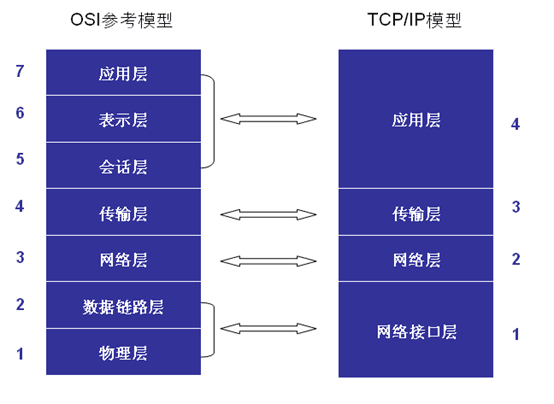 OSI参考模型
TCP/IP模型
7
应用层
6
表示层
5
会话层
4
传输层
3
网络层
2
数据链路层
1
物理层
应用层
4
传输层
3
网络层
2
网络接口层
1